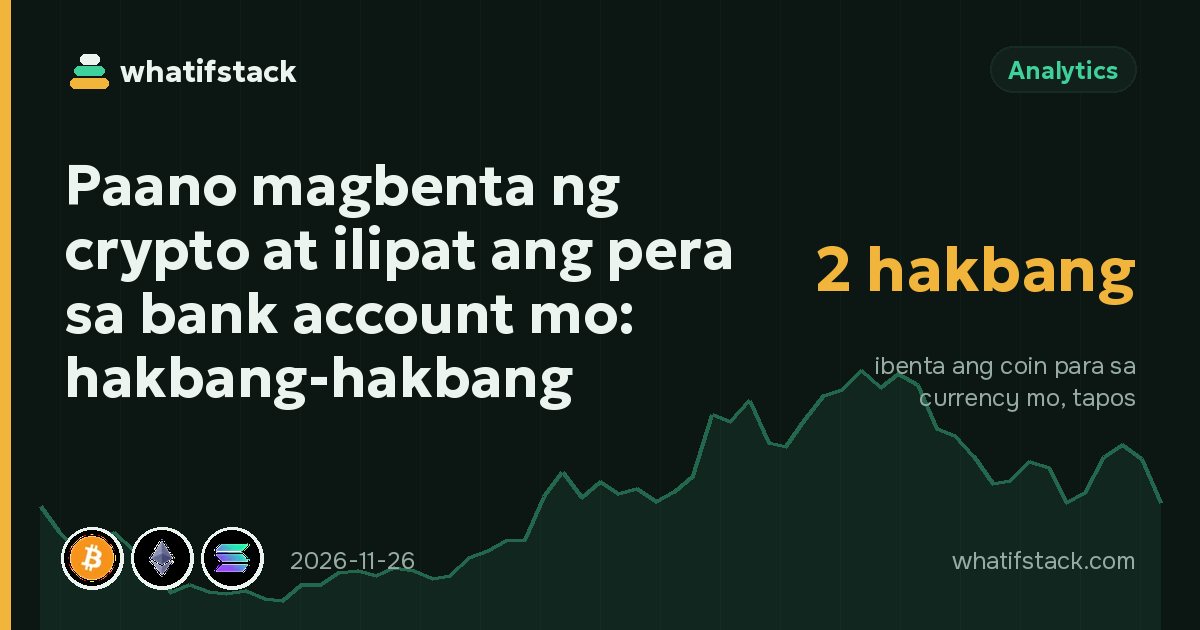 whatifstack
Analytics
Paano magbenta ng
crypto at ilipat ang pera
sa bank account mo:
hakbang-hakbang
2 hakbang
ibenta ang coin para sa
currency mo, tapos
2026-11-26
whatifstack.com